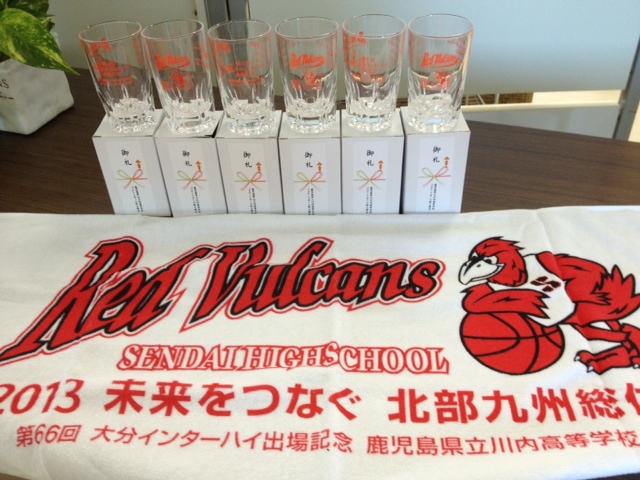 Red Vulcans
御礼
御礼
御礼
御礼
御礼
御礼
Red Vulcans
SENDAI HIGH SCHOOL
2013 未来をつなぐ 北部九州総
第66回 大分インターハイ出場記念 鹿児島県立川内高等学校